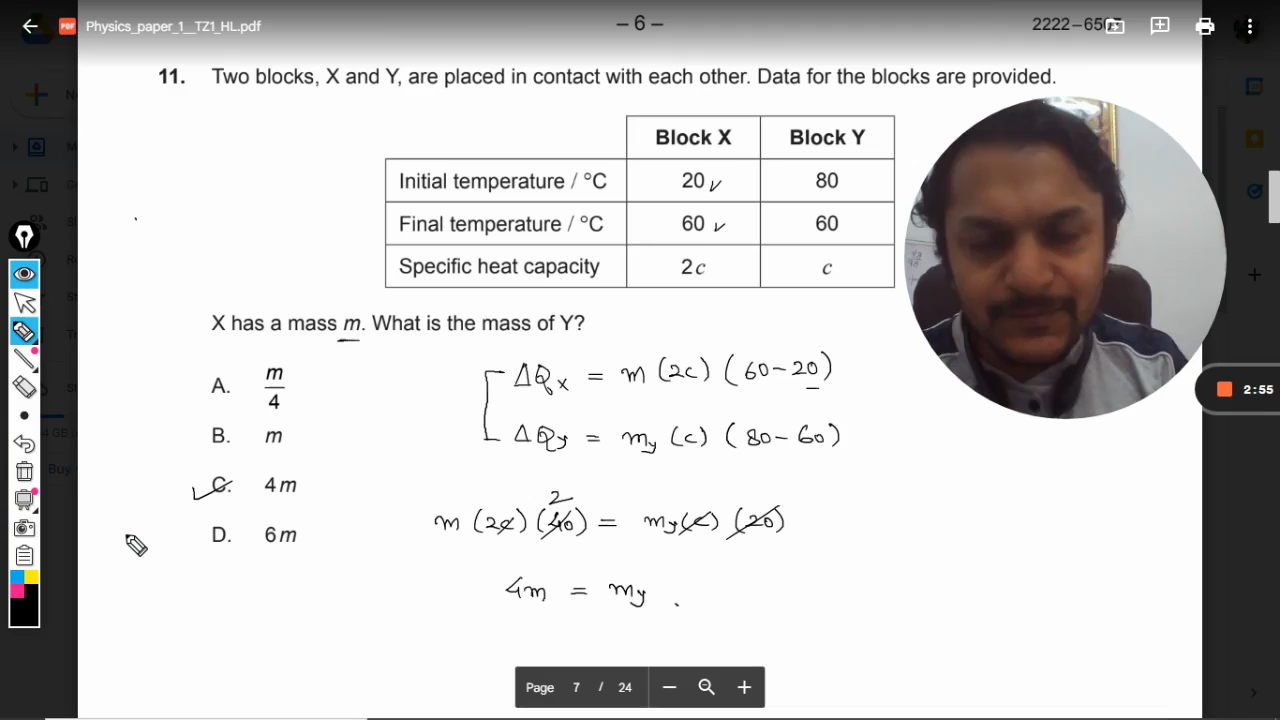 PDF Physics_paper_1__TZ1_HL.pdf
– 6 –
2222–650
11. Two blocks, X and Y, are placed in contact with each other. Data for the blocks are provided.
Block X Block Y
Initial temperature / °C 20 80
Final temperature / °C 60 60
Specific heat capacity 2c c
X has a mass m. What is the mass of Y?
A. m/4
B. m
C. 4m
D. 6m
ΔQx = m (2c) (60-20)
ΔQy = my (c) (80-60)
2
m (2c) (40) = my (c) (20)
4m = my
2:55
Page 7 / 24